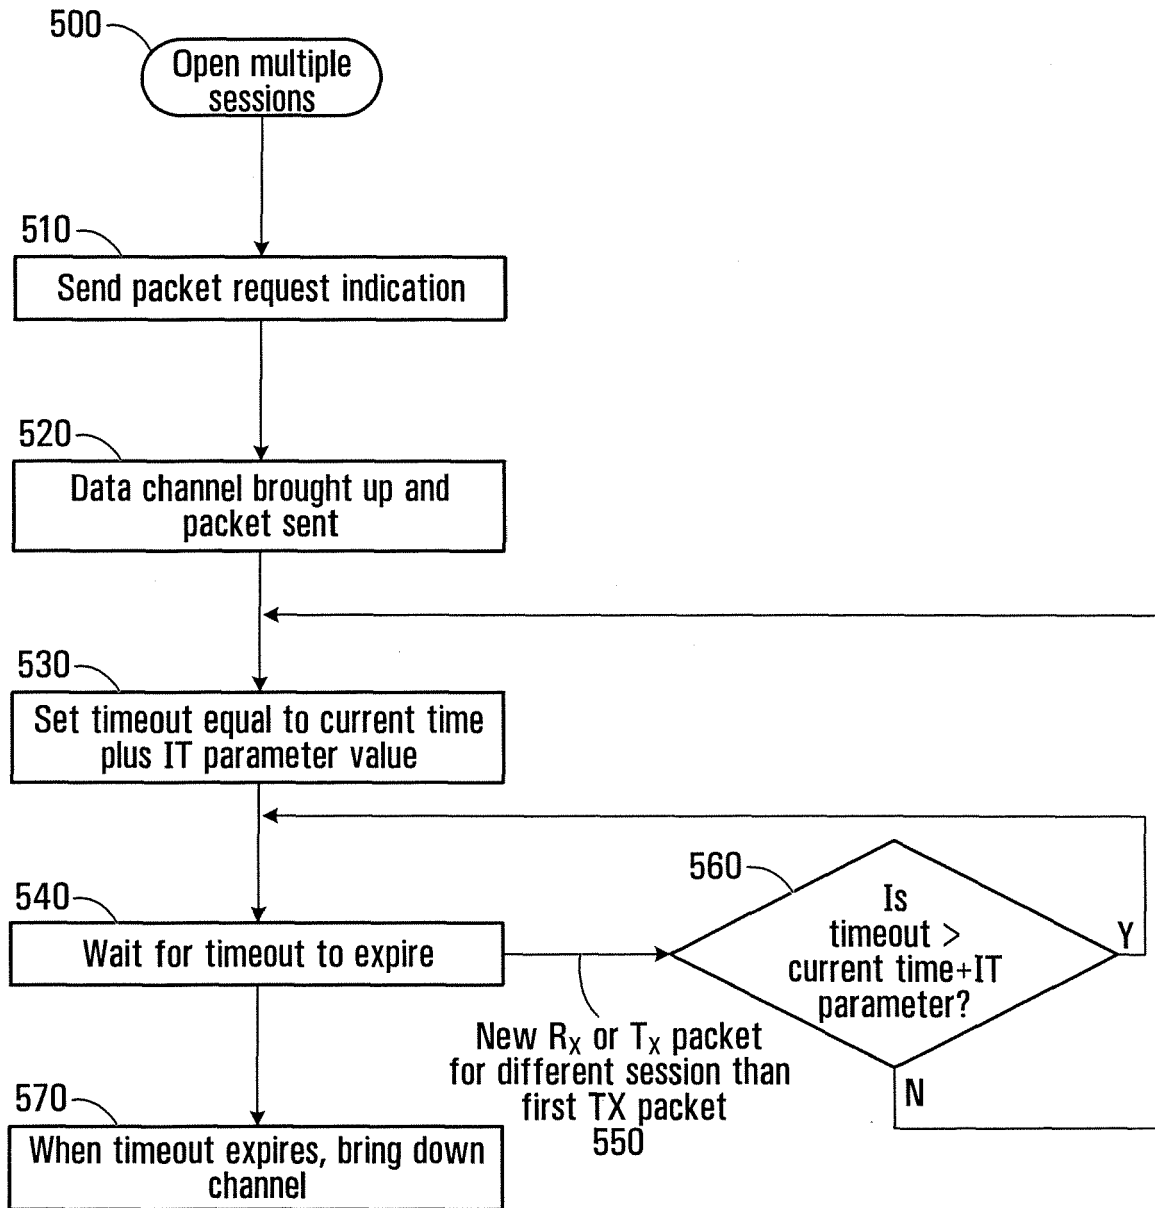 500
Open multiple
sessions
510
Send packet request indication
520
Data channel brought up and
packet sent
530
Set timeout equal to current time
plus IT parameter value
540
Wait for timeout to expire
560
Is
timeout >
current time+IT
parameter?
Y
N
New RX or TX packet
for different session than
first TX packet
550
570
When timeout expires, bring down
channel